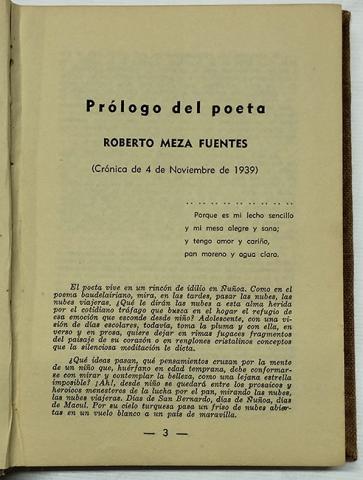 Prólogo del poeta
ROBERTO MEZA FUENTES
(Crónica de 4 de Noviembre de 1939)
.. .. .. .. .. .. .. .. .. ..
Porque es mi lecho sencillo
y mi mesa alegre y sana;
y tengo amor y cariño,
pan moreno y agua clara.
El poeta vive en un rincón de idilio en Ñuñoa. Como en el
poema baudelairiano, mira, en las tardes, pasar las nubes, las
nubes viajeras. ¿Qué le dirán las nubes a esta alma herida
por el cotidiano tráfago que busca en el hogar el refugio de
esa emoción que esconde desde niño? Adolescente, con una vi-
sión de días escolares, todavía, toma la pluma y con ella, en
verso y en prosa, quiere dejar en rimas fugaces fragmentos
del paisaje de su corazón o en renglones cristalinos conceptos
que la silenciosa meditación le dicta.
¿Qué ideas pasan, qué pensamientos cruzan por la mente
de un niño que, huérfano en edad temprana, debe conformar-
se con mirar y contemplar la belleza, como una lejana estrella
imposible? ¡Ah!, desde niño se quedará entre los prosaicos y
heroicos menesteres de la lucha por el pan, mirando las nubes,
las nubes viajeras. Días de San Bernardo, días de Ñuñoa, días
de Macul. Por su cielo turquesa pasa un friso de nubes abier-
tas en un vuelo blanco a un país de maravilla.
— 3 —